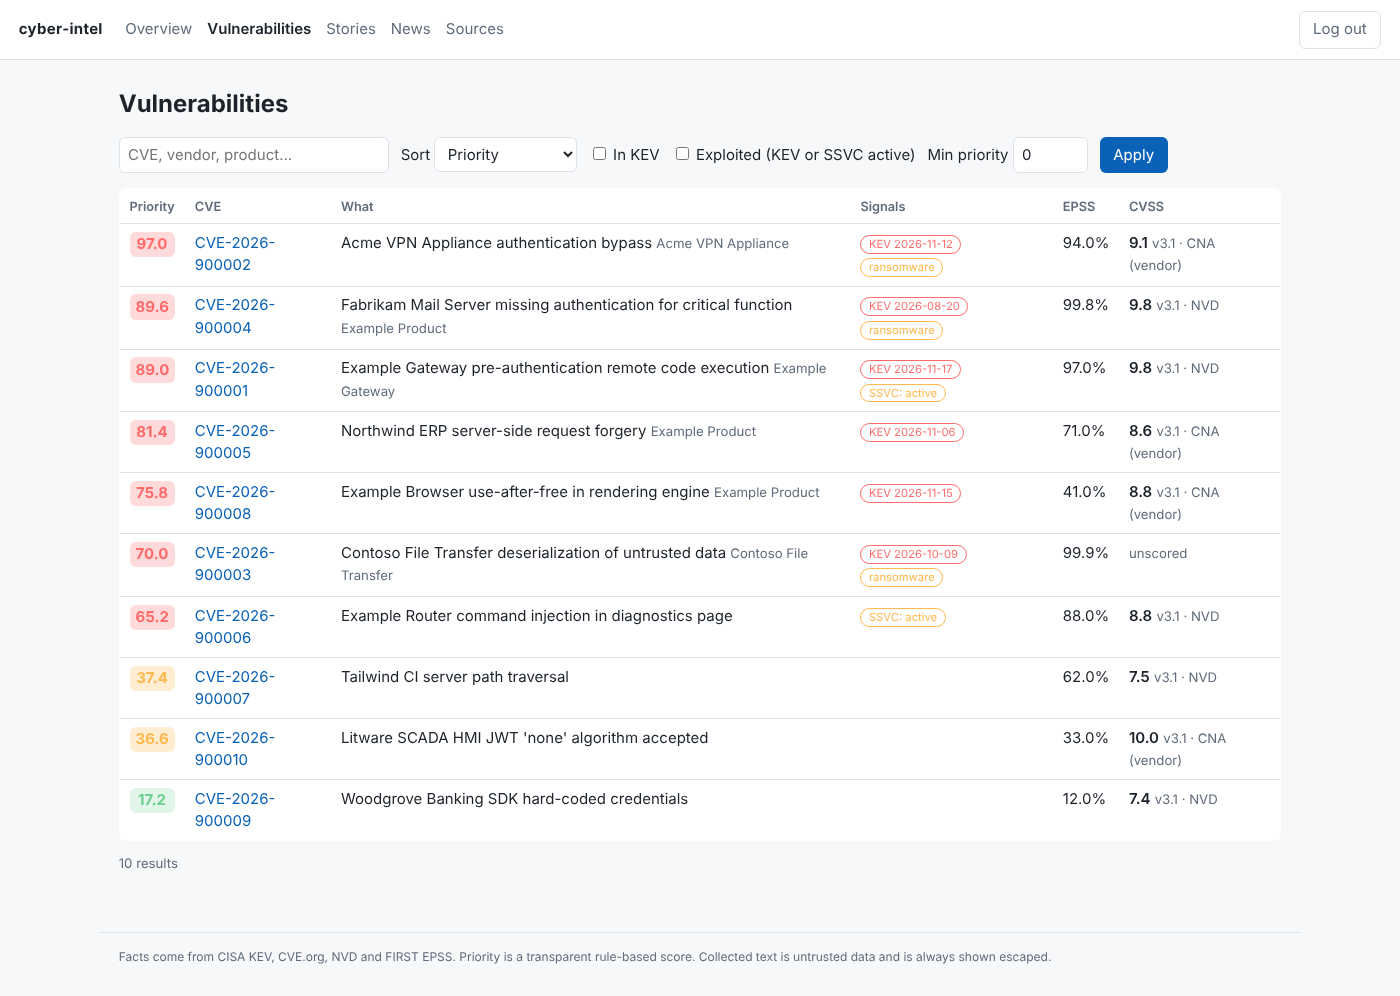 cyber-intel Overview Vulnerabilities Stories News Sources Log out
Vulnerabilities
CVE, vendor, product... Sort Priority In KEV Exploited (KEV or SSVC active) Min priority 0 Apply
Priority CVE What Signals EPSS CVSS
97.0 CVE-2026-900002 Acme VPN Appliance authentication bypass Acme VPN Appliance KEV 2026-11-12 ransomware 94.0% 9.1 v3.1 · CNA (vendor)
89.6 CVE-2026-900004 Fabrikam Mail Server missing authentication for critical function Example Product KEV 2026-08-20 ransomware 99.8% 9.8 v3.1 · NVD
89.0 CVE-2026-900001 Example Gateway pre-authentication remote code execution Example Gateway KEV 2026-11-17 SSVC: active 97.0% 9.8 v3.1 · NVD
81.4 CVE-2026-900005 Northwind ERP server-side request forgery Example Product KEV 2026-11-06 71.0% 8.6 v3.1 · CNA (vendor)
75.8 CVE-2026-900008 Example Browser use-after-free in rendering engine Example Product KEV 2026-11-15 41.0% 8.8 v3.1 · CNA (vendor)
70.0 CVE-2026-900003 Contoso File Transfer deserialization of untrusted data Contoso File Transfer KEV 2026-10-09 ransomware 99.9% unscored
65.2 CVE-2026-900006 Example Router command injection in diagnostics page SSVC: active 88.0% 8.8 v3.1 · NVD
37.4 CVE-2026-900007 Tailwind CI server path traversal 62.0% 7.5 v3.1 · NVD
36.6 CVE-2026-900010 Litware SCADA HMI JWT 'none' algorithm accepted 33.0% 10.0 v3.1 · CNA (vendor)
17.2 CVE-2026-900009 Woodgrove Banking SDK hard-coded credentials 12.0% 7.4 v3.1 · NVD
10 results
Facts come from CISA KEV, CVE.org, NVD and FIRST EPSS. Priority is a transparent rule-based score. Collected text is untrusted data and is always shown escaped.